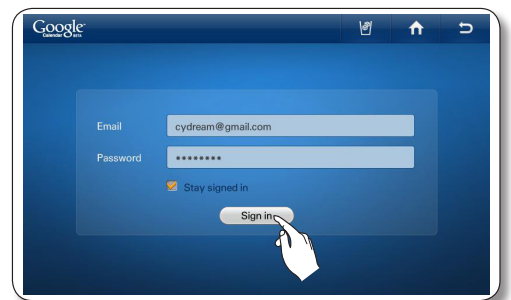 Google
Calendar BETA
Email cydream@gmail.com
Password ********
Stay signed in
Sign in